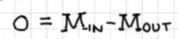 0 = M_IN - M_OUT